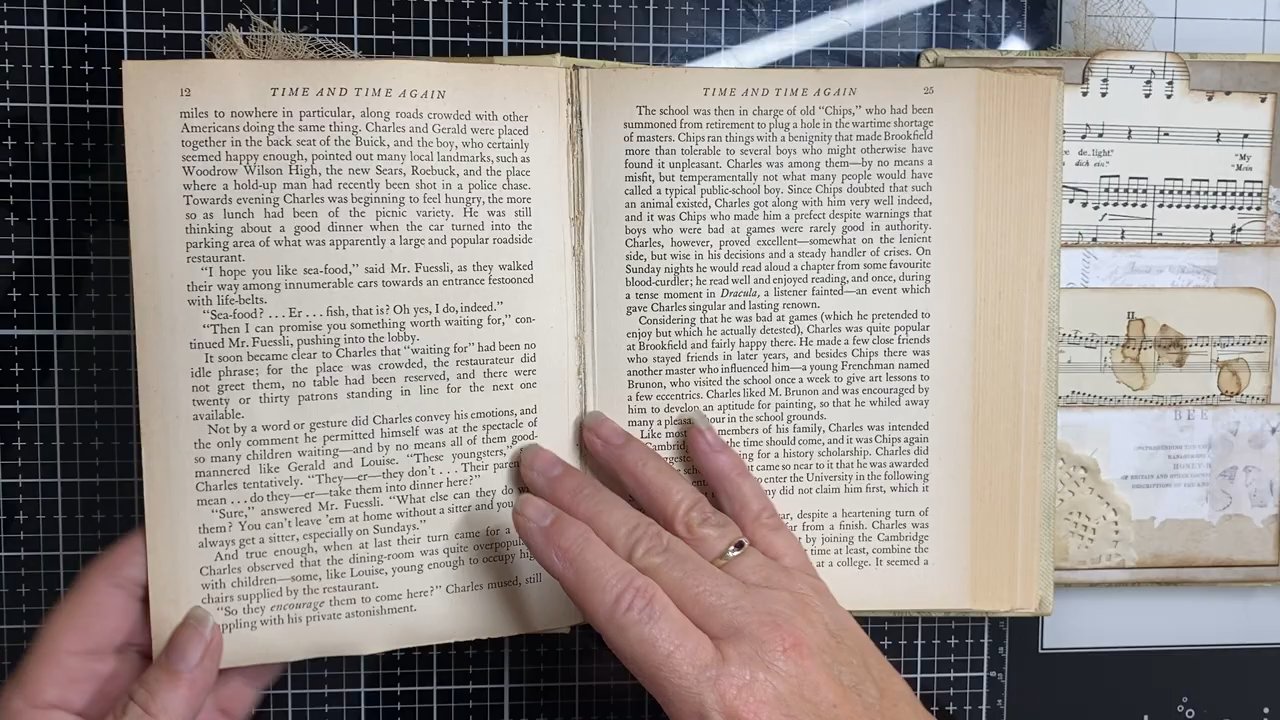 12 TIME AND TIME AGAIN
miles to nowhere in particular, along roads crowded with other
Americans doing the same thing. Charles and Gerald were placed
together in the back seat of the Buick, and the boy, who certainly
seemed happy enough, pointed out such local landmarks, such as
Woodrow Wilson High, the new Sears Roebuck, and the place
where a hold-up man had recently been shot in a police chase.
Towards evening Charles was beginning to feel hungry, the more
so as lunch had been of the picnic variety. He was still
thinking about a good dinner when the car turned into the
parking area of what was apparently a large and popular roadside
restaurant.
“I hope you like sea-food,” said Mr. Fuessli, as they walked
their way among innumerable cars towards an entrance festooned
with life-belts.
“Sea-food? . . . Er . . . fish, that is? Oh yes, I do, indeed.”
“Then I can promise you something worth waiting for,” con-
tinued Mr. Fuessli, pushing into the lobby.
It soon became clear to Charles that “waiting for” had been no
idle phrase; for the place was crowded, the restaurateur did
not greet them, no table had been reserved, and there were
twenty or thirty patrons standing in line for the next one
available.
Not by a word or gesture did Charles convey his emotions, and
the only comment he permitted himself was at the spectacle of
so many children waiting—and by no means all of them good-
mannered like Gerald and Louise. “These youngsters,”
Charles tentatively. “They—er—they don’t . . . Their
mean . . . do they—er—take them into dinner here?”
“Sure,” answered Mr. Fuessli. “What else can they do
them? You can’t leave ’em at home without a sitter and you
always get a sitter, especially on Sundays.”
And true enough, when at last their turn came for a
Charles observed that the dining-room was quite
with children—some, like Louise, young enough to occupy
chairs supplied by the restaurant.
“So they encourage them to come here?” Charles mused, still
with his private astonishment.
TIME AND TIME AGAIN 25
The school was then in charge of old “Chips,” who had been
summoned from retirement to plug a hole in the wartime shortage
of masters. Chips ran things with a benignity that made Brookfield
more than tolerable to several boys who might otherwise have
found it unpleasant. Charles was among them—by no means a
misfit, but temperamentally not what many people would have
called a typical public-school boy. Since Chips doubted that such
an animal existed, Charles got along with him very well indeed,
and it was Chips who made him a prefect despite warnings that
boys who were bad at games were rarely good in authority.
Charles, however, proved excellent—somewhat on the lenient
side, but wise in his decisions and a steady handler of crises. On
Sunday nights he would read aloud a chapter from some favourite
blood-curdler; he read well and enjoyed reading, and once, during
a tense moment in Dracula, a listener fainted—an event which
gave Charles singular and lasting renown.
Considering that he was bad at games (which he pretended to
enjoy but which he actually detested), Charles was quite popular
at Brookfield and fairly happy there. He made a few close friends
who stayed friends in later years, and besides Chips there was
another master who influenced him—a young Frenchman named
Brunon, who visited the school once a week to give art lessons to
a few eccentrics. Charles liked M. Brunon and was encouraged by
him to develop an aptitude for painting, so that he whiled away
many a pleasant hour in the school grounds.
Like most members of his family, Charles was intended
the time should come, and it was Chips again
for a history scholarship. Charles did
came so near to it that he was awarded
to enter the University in the following
did not claim him first, which it
despite a heartening turn of
far from a finish. Charles was
by joining the Cambridge
time at least, combine the
at a college. It seemed a
de light."
dich ein."
"My
"Mein
II.
BEE